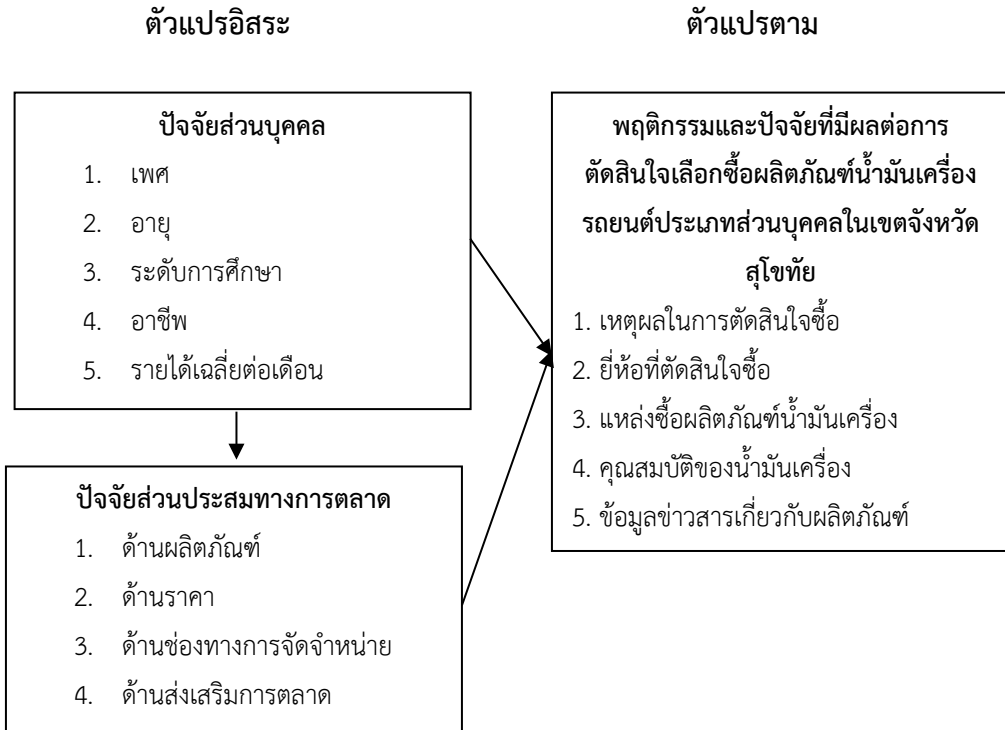 ตัวแปรอิสระ
ปัจจัยส่วนบุคคล
1. เพศ
2. อายุ
3. ระดับการศึกษา
4. อาชีพ
5. รายได้เฉลี่ยต่อเดือน
ปัจจัยส่วนประสมทางการตลาด
1. ด้านผลิตภัณฑ์
2. ด้านราคา
3. ด้านช่องทางการจัดจำหน่าย
4. ด้านส่งเสริมการตลาด
ตัวแปรตาม
พฤติกรรมและปัจจัยที่มีผลต่อการ
ตัดสินใจเลือกซื้อผลิตภัณฑ์น้ำมันเครื่อง
รถยนต์ประเภทส่วนบุคคลในเขตจังหวัด
สุโขทัย
1. เหตุผลในการตัดสินใจซื้อ
2. ยี่ห้อที่ตัดสินใจซื้อ
3. แหล่งซื้อผลิตภัณฑ์น้ำมันเครื่อง
4. คุณสมบัติของน้ำมันเครื่อง
5. ข้อมูลข่าวสารเกี่ยวกับผลิตภัณฑ์